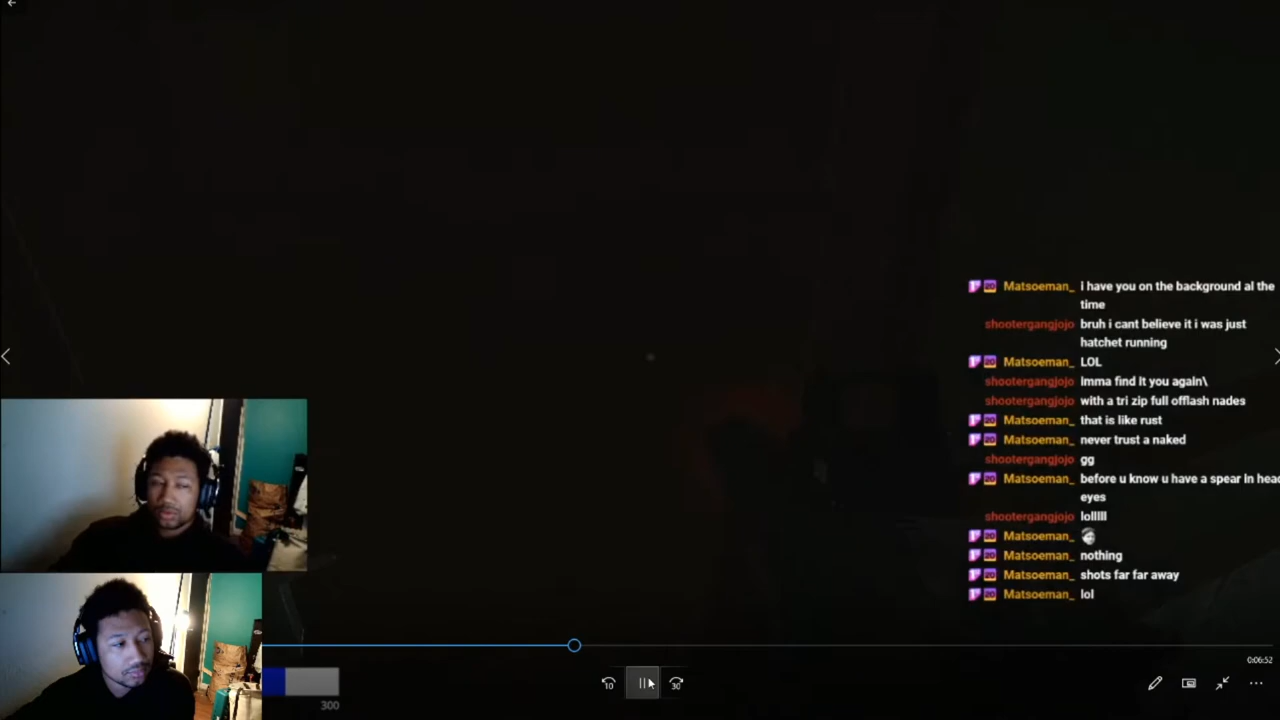 Matsoeman_ i have you on the background al the
time
shootergangjojo bruh i cant believe it i was just
hatchet running
Matsoeman_ LOL
shootergangjojo Imma find it you again\
shootergangjojo with a tri zip full offlash nades
Matsoeman_ that is like rust
Matsoeman_ never trust a naked
shootergangjojo gg
Matsoeman_ before u know u have a spear in head
eyes
shootergangjojo lolllll
Matsoeman_
Matsoeman_ nothing
Matsoeman_ shots far far away
Matsoeman_ lol
0:06:52
10
30
300